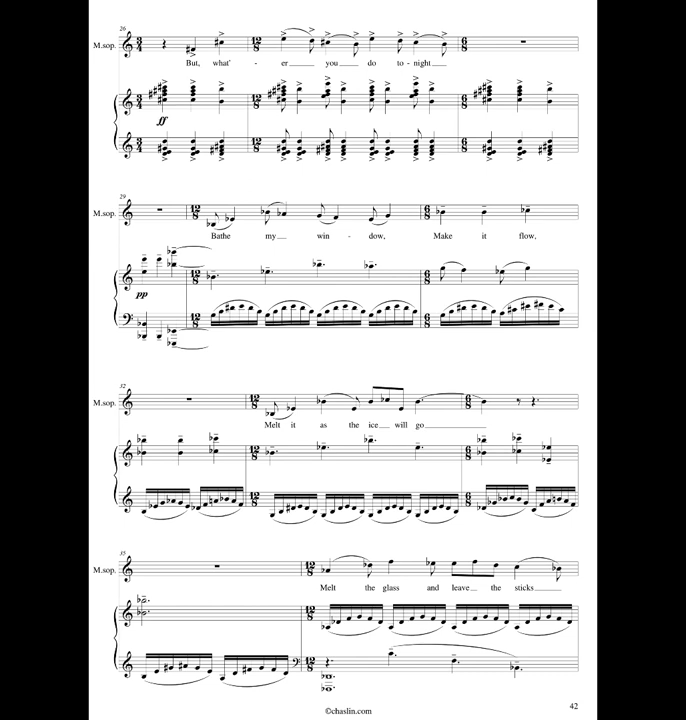 26
M.sop.
But, what' - er you do to-night
ff
29
M.sop.
Bathe my win - dow, Make it flow,
pp
32
M.sop.
Melt it as the ice will go
35
M.sop.
Melt the glass and leave the sticks
42
©chaslin.com